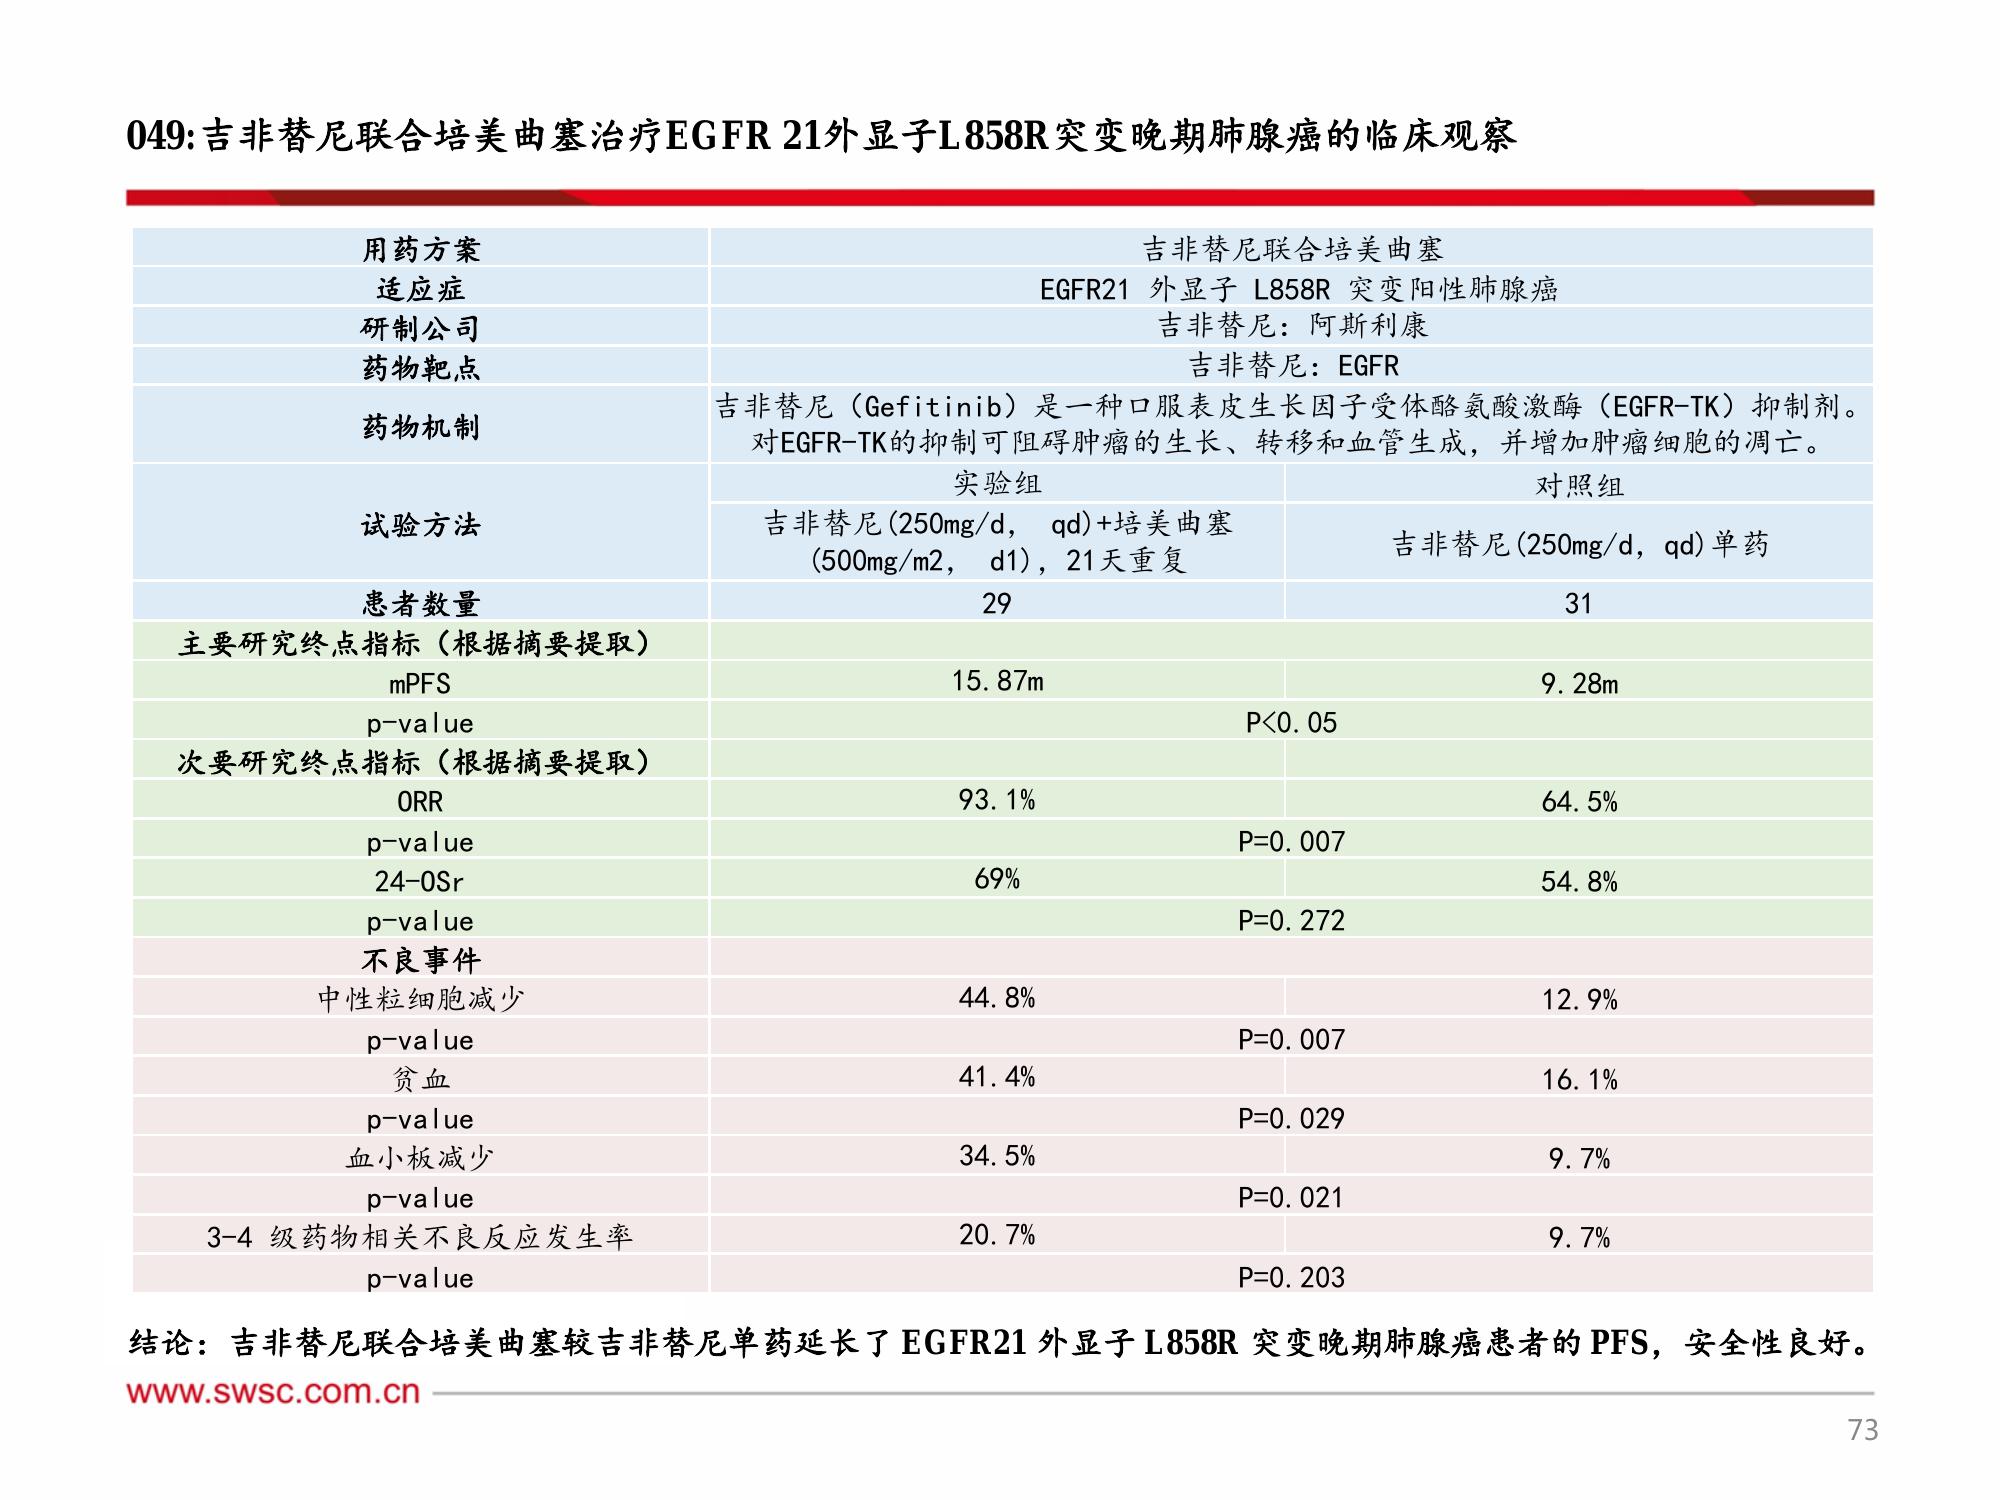 049:吉非替尼联合培美曲塞治疗EGFR 21外显子L858R突变晚期肺腺癌的临床观察
用药方案 吉非替尼联合培美曲塞
适应症 EGFR21 外显子 L858R 突变阳性肺腺癌
研制公司 吉非替尼：阿斯利康
药物靶点 吉非替尼：EGFR
药物机制 吉非替尼（Gefitinib）是一种口服表皮生长因子受体酪氨酸激酶（EGFR-TK）抑制剂。
对EGFR-TK的抑制可阻碍肿瘤的生长、转移和血管生成，并增加肿瘤细胞的凋亡。
试验方法 实验组 对照组
吉非替尼(250mg/d， qd)+培美曲塞
(500mg/m2， d1)，21天重复
吉非替尼(250mg/d，qd)单药
患者数量 29 31
主要研究终点指标（根据摘要提取）
mPFS 15.87m 9.28m
p-value P<0.05
次要研究终点指标（根据摘要提取）
ORR 93.1% 64.5%
p-value P=0.007
24-OSr 69% 54.8%
p-value P=0.272
不良事件
中性粒细胞减少 44.8% 12.9%
p-value P=0.007
贫血 41.4% 16.1%
p-value P=0.029
血小板减少 34.5% 9.7%
p-value P=0.021
3-4 级药物相关不良反应发生率 20.7% 9.7%
p-value P=0.203
结论：吉非替尼联合培美曲塞较吉非替尼单药延长了 EGFR21 外显子 L858R 突变晚期肺腺癌患者的 PFS，安全性良好。
www.swsc.com.cn
73